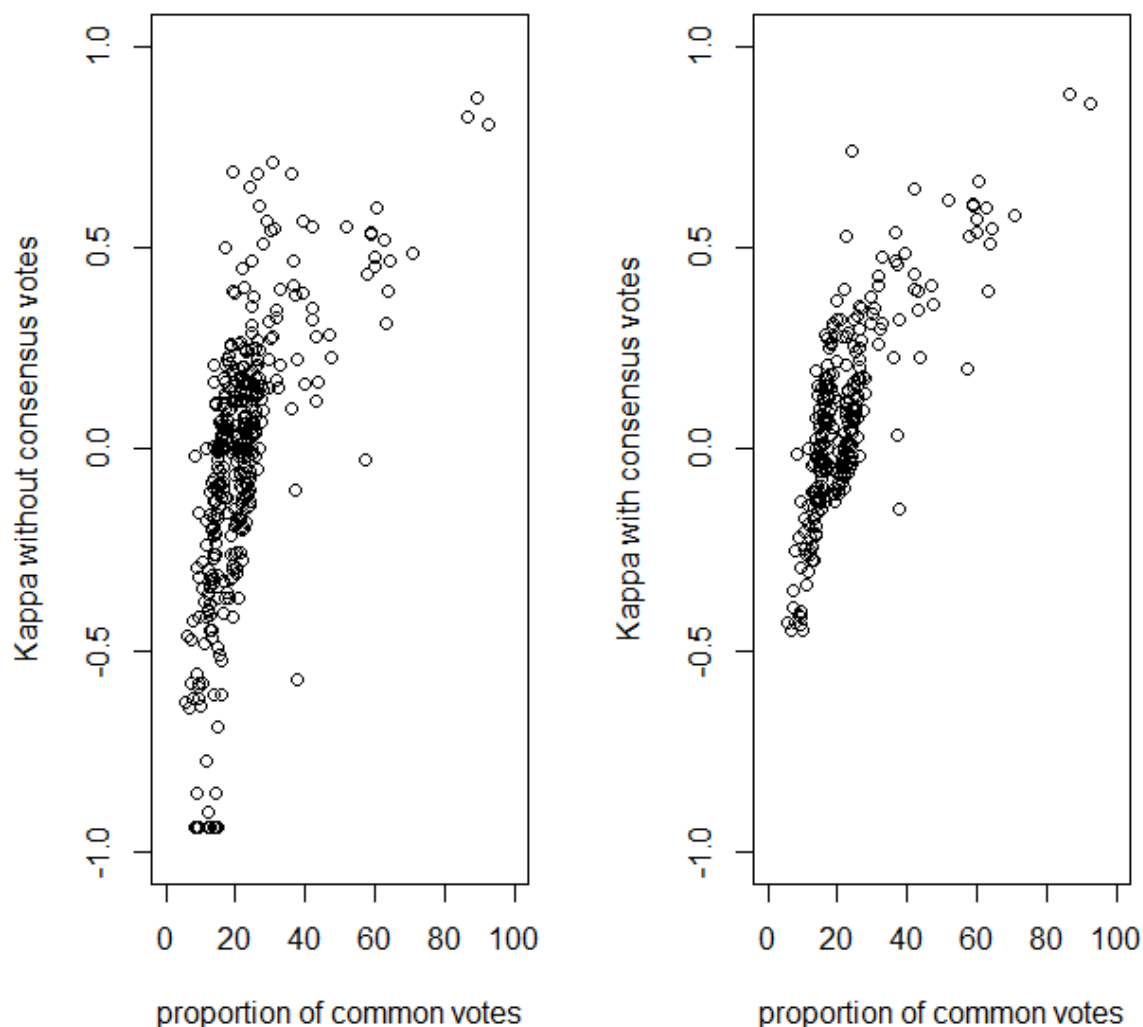 Kappa without consensus votes
1.0
0.5
0.0
-0.5
-1.0
0 20 40 60 80 100
proportion of common votes
Kappa with consensus votes
1.0
0.5
0.0
-0.5
-1.0
0 20 40 60 80 100
proportion of common votes